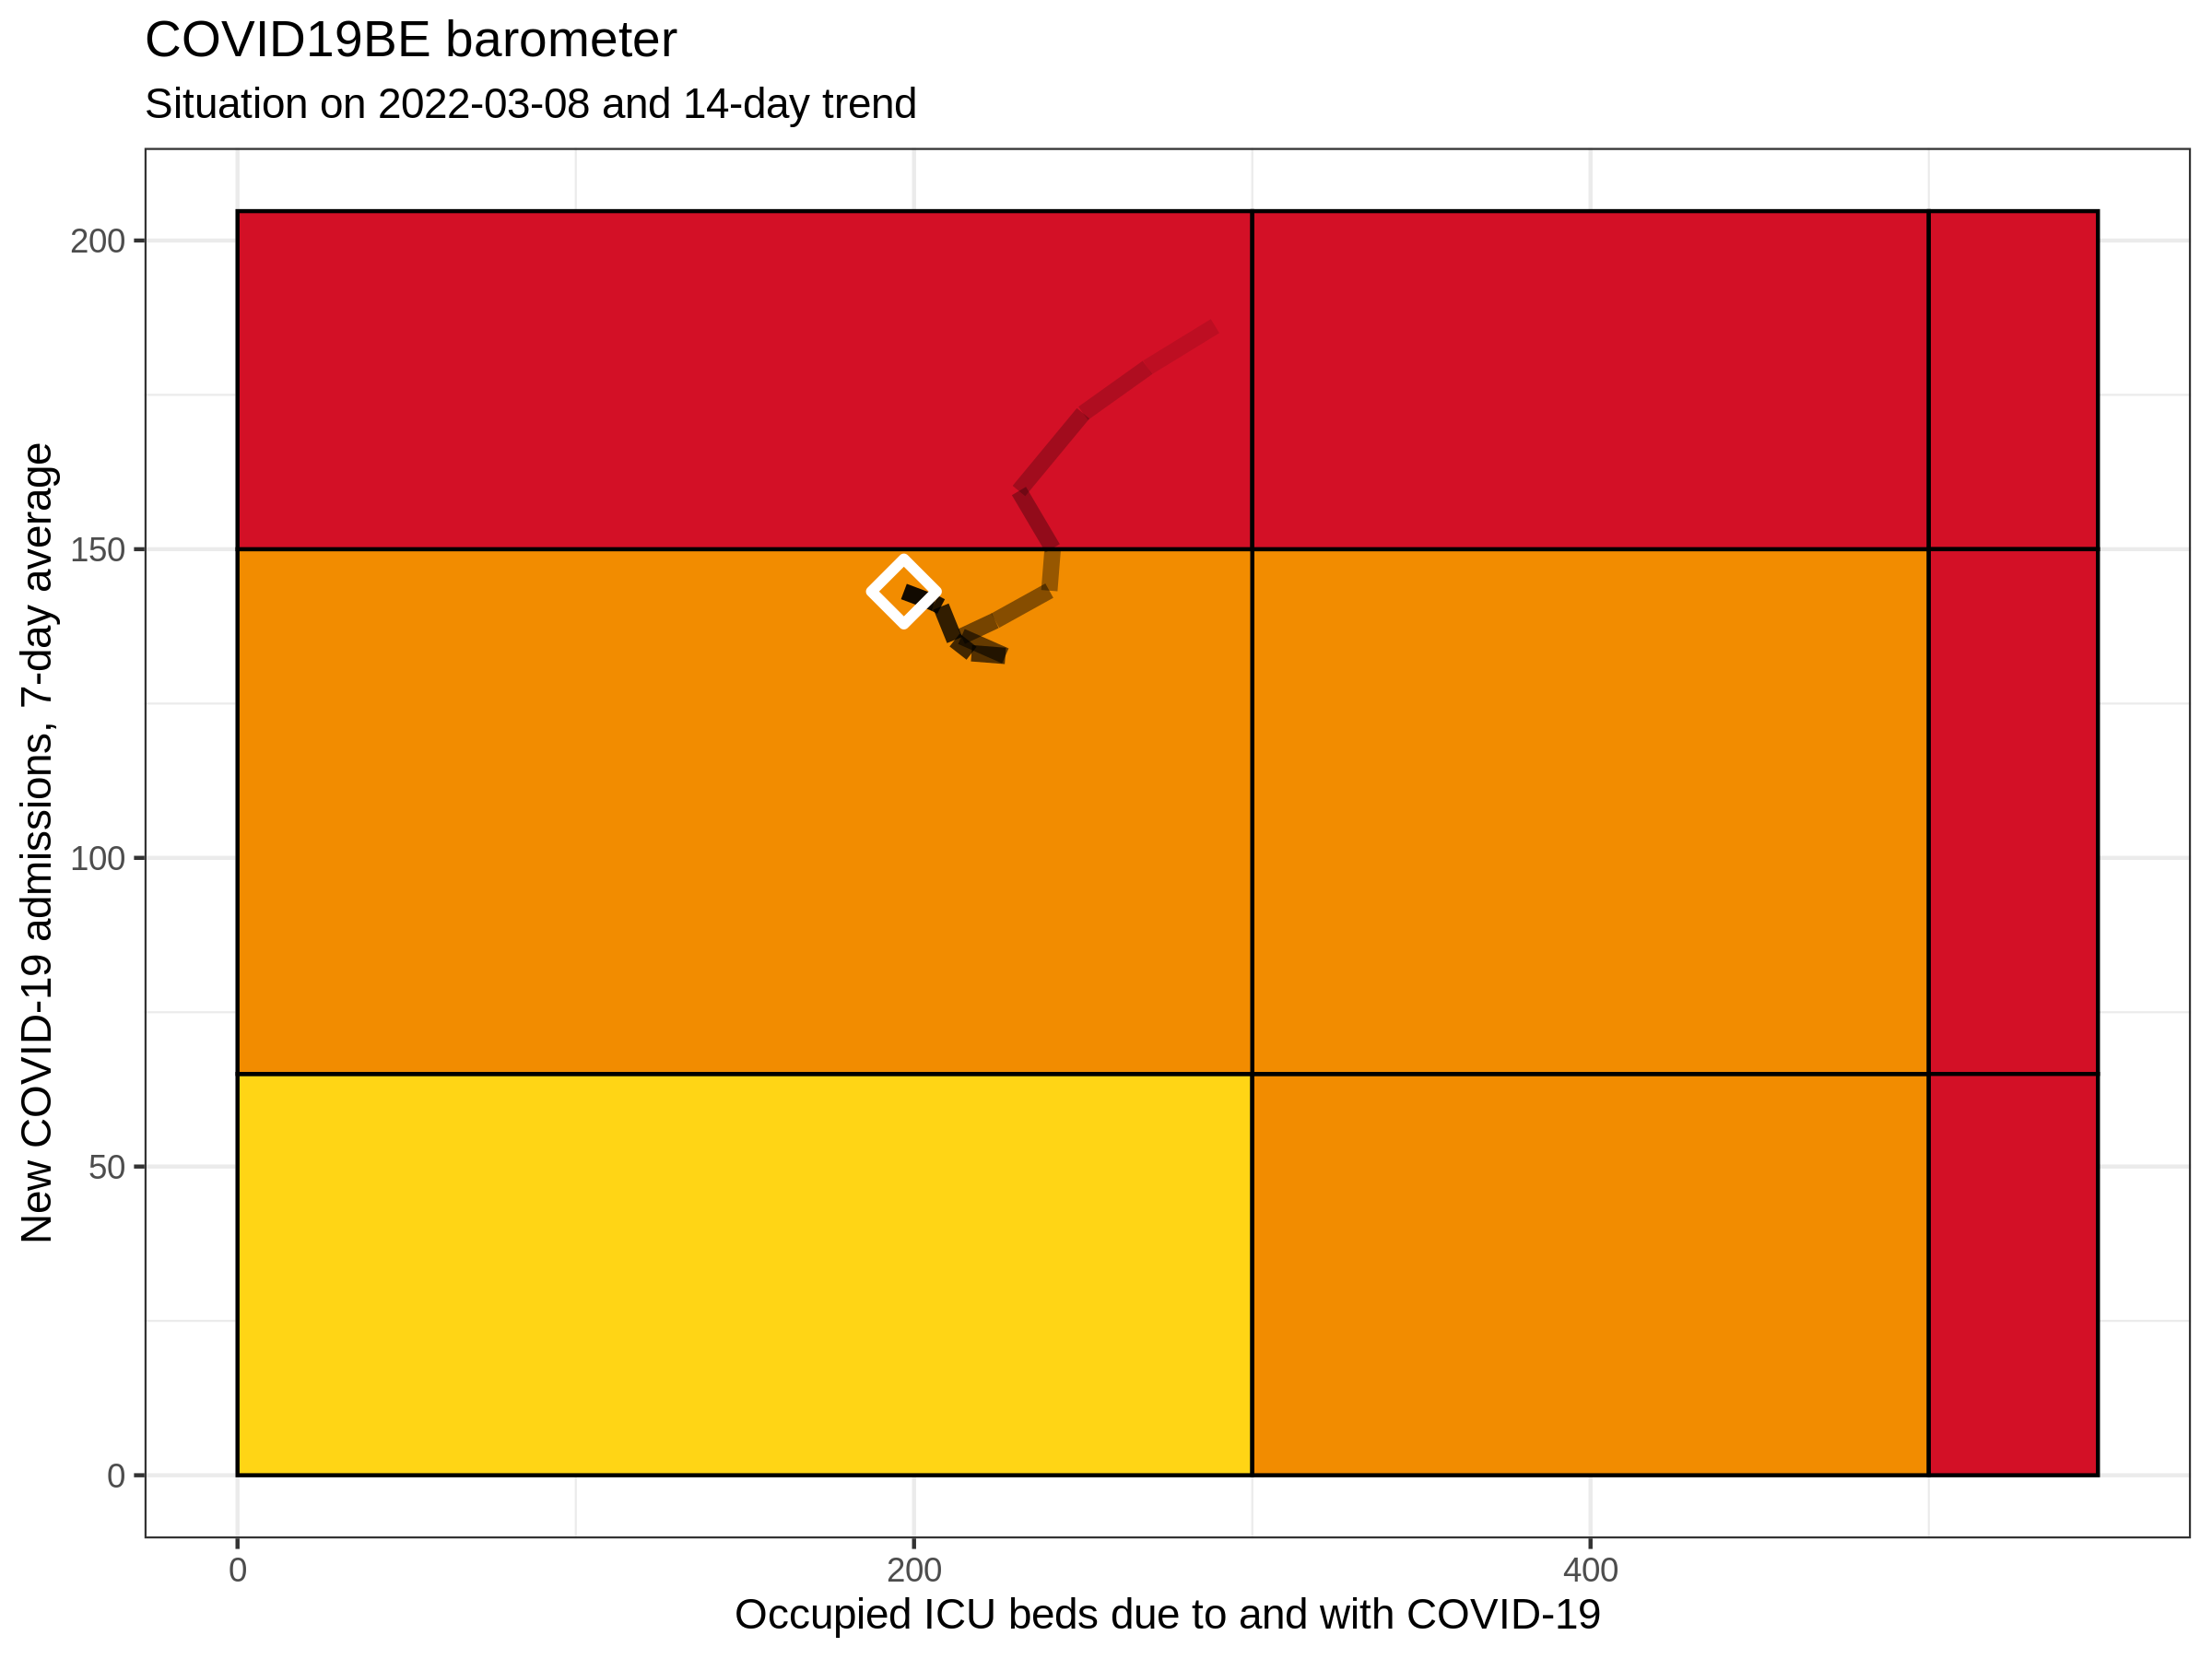 COVID19BE barometer
Situation on 2022-03-08 and 14-day trend
New COVID-19 admissions, 7-day average
200
150
100
50
0
0
200
400
Occupied ICU beds due to and with COVID-19